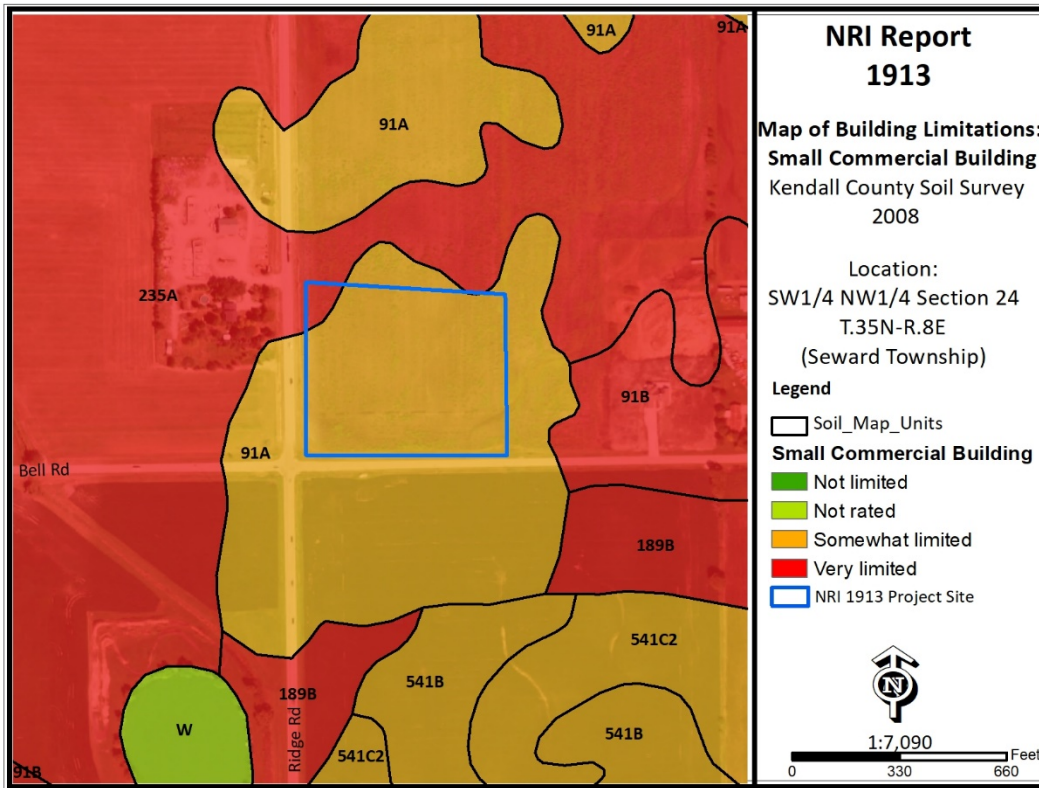 91A
91A
91A
235A
91B
91A
Bell Rd
189B
541C2
541B
189B
W
Ridge Rd
541B
541C2
91B
NRI Report
1913
Map of Building Limitations:
Small Commercial Building
Kendall County Soil Survey
2008
Location:
SW1/4 NW1/4 Section 24
T.35N-R.8E
(Seward Township)
Legend
Soil_Map_Units
Small Commercial Building
Not limited
Not rated
Somewhat limited
Very limited
NRI 1913 Project Site
N
1:7,090
Feet
0 330 660